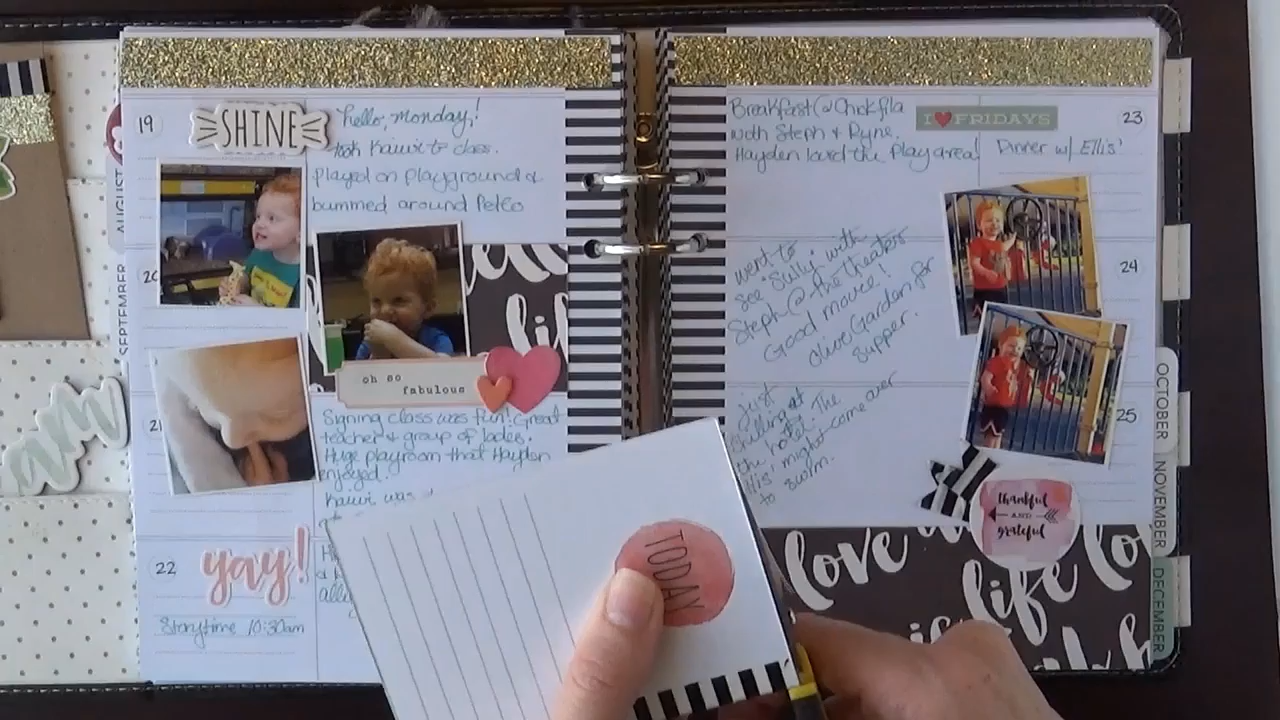 19
SHINE
hello, monday!
took Kaiwi to class.
played on playground &
bummed around
AUGUST
20
SEPTEMBER
oh so
fabulous
21
Signing class was fun! Great
teacher & group of ladies.
Huge playroom that Hayden
enjoyed.
Kaiwi was
22
yay!
Storytime 10:30am
am
Breakfast @ Chickfila
with Steph & Ryne.
Hayden loved the play area!
I FRIDAYS
23
Dinner w/ Ellis'
went to
see "Sully" with
Steph @ the theaters
Good movie!
Olive Garden for
supper.
24
Just
chilling at
the hotel. The
might come over
to swim.
25
thankful
AND
grateful
TODAY
love
life
OCTOBER
NOVEMBER
DECEMBER